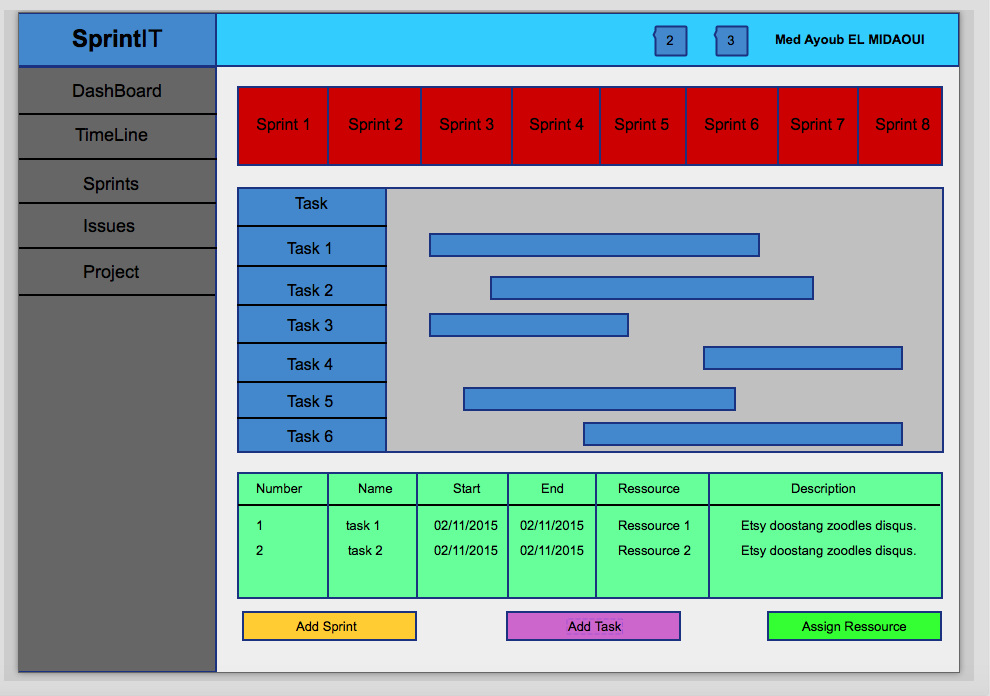 SprintIT
2 3 Med Ayoub EL MIDAOUI
DashBoard
TimeLine
Sprints
Issues
Project
Sprint 1 Sprint 2 Sprint 3 Sprint 4 Sprint 5 Sprint 6 Sprint 7 Sprint 8
Task
Task 1
Task 2
Task 3
Task 4
Task 5
Task 6
Number Name Start End Ressource Description
1 task 1 02/11/2015 02/11/2015 Ressource 1 Etsy doostang zoodles disqus.
2 task 2 02/11/2015 02/11/2015 Ressource 2 Etsy doostang zoodles disqus.
Add Sprint Add Task Assign Ressource